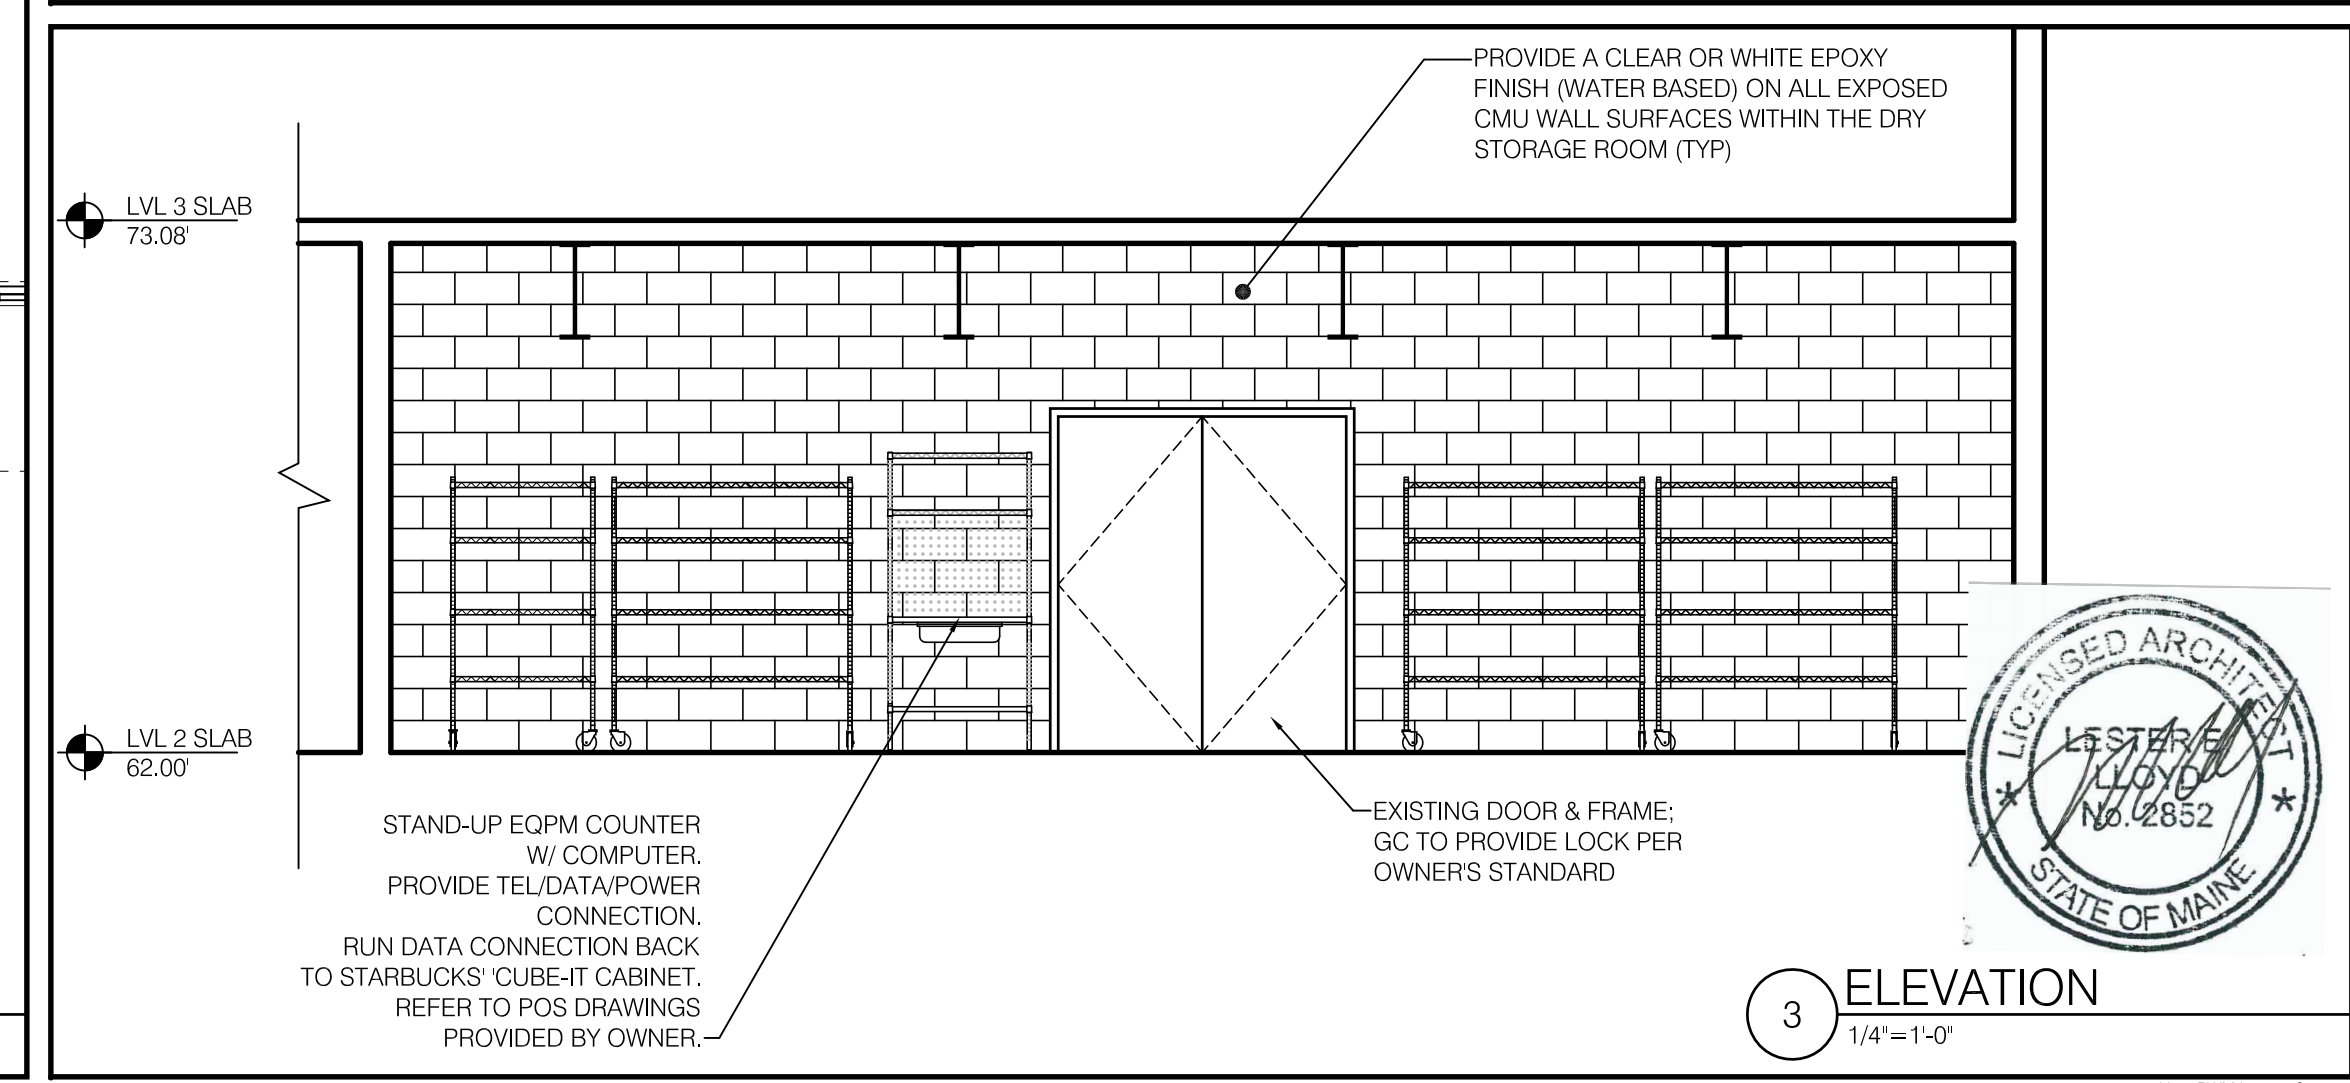 PROVIDE A CLEAR OR WHITE EPOXY
FINISH (WATER BASED) ON ALL EXPOSED
CMU WALL SURFACES WITHIN THE DRY
STORAGE ROOM (TYP)
LVL 3 SLAB
73.08'
LVL 2 SLAB
62.00'
STAND-UP EQPM COUNTER
W/ COMPUTER.
PROVIDE TEL/DATA/POWER
CONNECTION.
RUN DATA CONNECTION BACK
TO STARBUCKS' 'CUBE-IT CABINET.
REFER TO POS DRAWINGS
PROVIDED BY OWNER.
EXISTING DOOR & FRAME;
GC TO PROVIDE LOCK PER
OWNER'S STANDARD
LICENSED ARCHITECT
LESTER E.
LLOYD
No. 2852
STATE OF MAINE
3 ELEVATION
1/4"=1'-0"